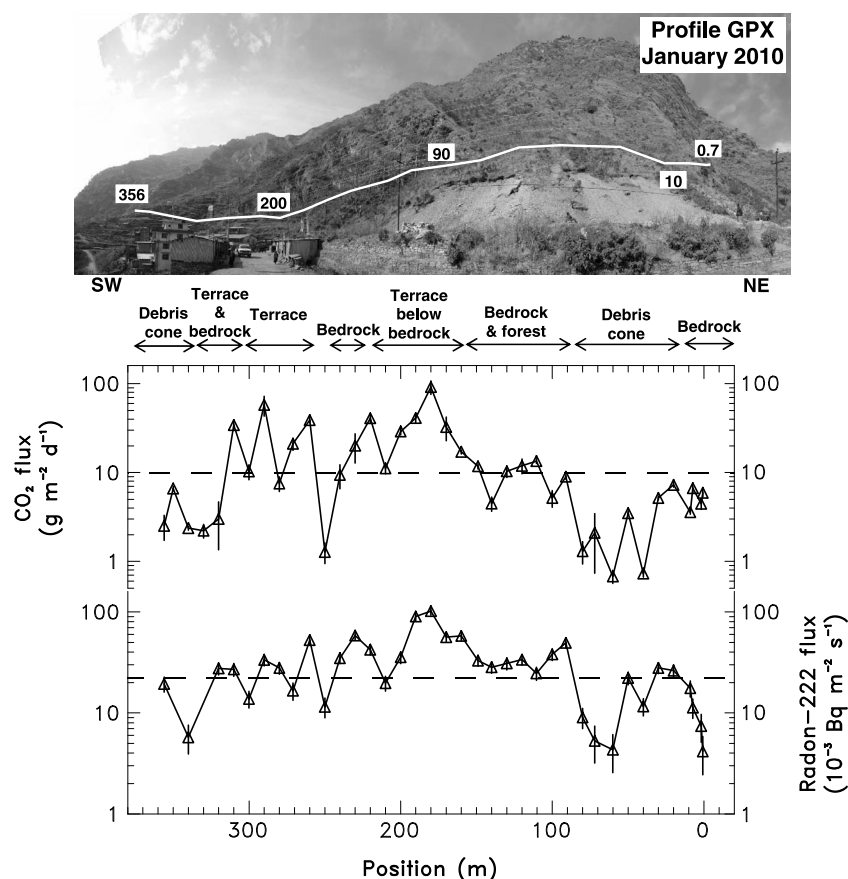 Profile GPX
January 2010
356
200
90
10
0.7
SW
NE
Debris
cone
Terrace
&
bedrock
Terrace
Bedrock
Terrace
below
bedrock
Bedrock
& forest
Debris
cone
Bedrock
CO₂ flux
(g m⁻² d⁻¹)
100
10
1
100
10
1
100
10
1
100
10
1
Radon−222 flux
(10⁻³ Bq m⁻² s⁻¹)
300
200
100
0
Position (m)